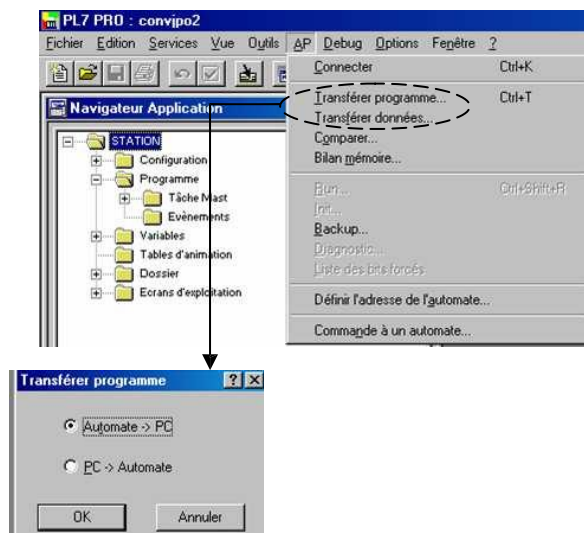 PL7 PRO : convjpo2
Fichier Edition Services Vue Outils AP Debug Options Fenêtre ?
Navigateur Application
STATION
Configuration
Programme
Tâche Mast
Evènements
Variables
Tables d'animation
Dossier
Ecrans d'exploitation
Connecter Ctrl+K
Transférer programme... Ctrl+T
Transférer données...
Comparer...
Bilan mémoire...
Run... Ctrl+Shift+R
Init...
Backup...
Diagnostic...
Liste des bits forcés
Définir l'adresse de l'automate...
Commande à un automate...
Transférer programme
Automate -> PC
PC -> Automate
OK Annuler